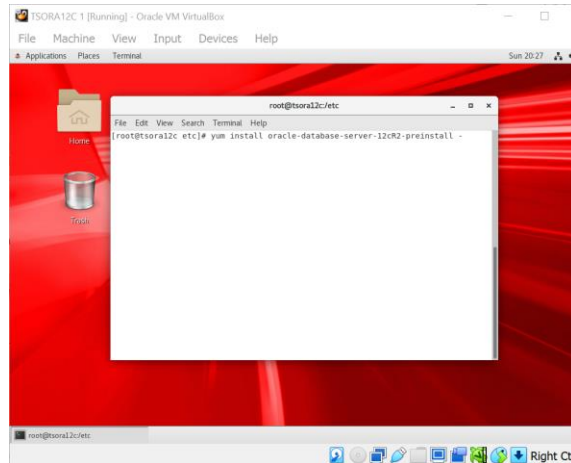 TSORA12C 1 [Running] - Oracle VM VirtualBox
File Machine View Input Devices Help
Applications Places Terminal Sun 20:27
root@tsora12c:/etc
File Edit View Search Terminal Help
[root@tsora12c etc]# yum install oracle-database-server-12cR2-preinstall -
Home
Trash
root@tsora12c:/etc
Right Ct